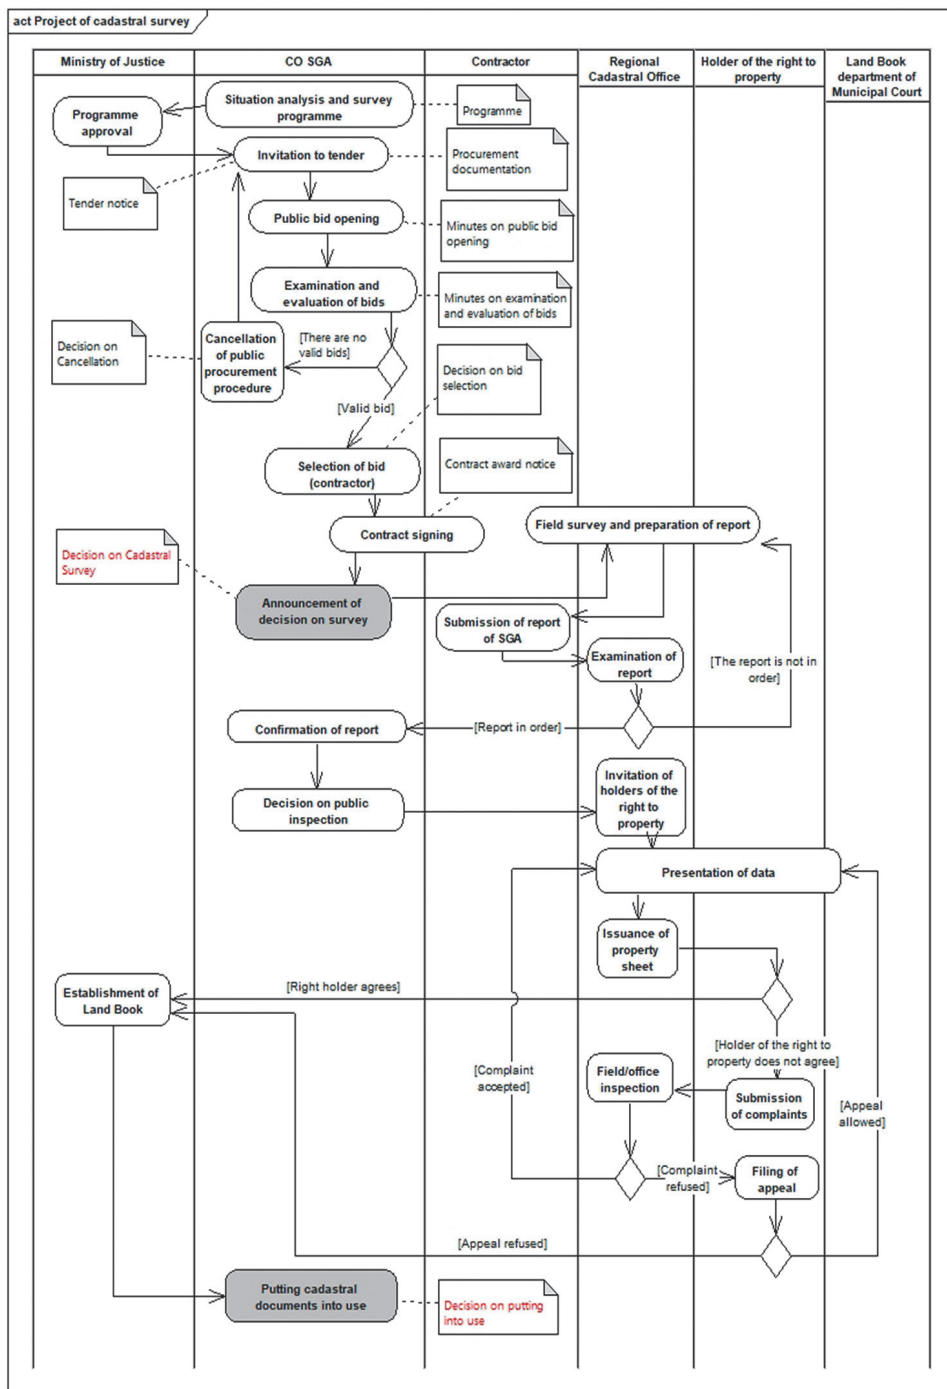 act Project of cadastral survey
Ministry of Justice
CO SGA
Contractor
Regional
Cadastral Office
Holder of the right to
property
Land Book
department of
Municipal Court
Situation analysis and survey
programme
Programme
Programme
approval
Invitation to tender
Procurement
documentation
Tender notice
Public bid opening
Minutes on public bid
opening
Examination and
evaluation of bids
Minutes on examination
and evaluation of bids
Decision on
Cancellation
Cancellation
of public
procurement
procedure
[There are no
valid bids]
Decision on bid
selection
[Valid bid]
Selection of bid
(contractor)
Contract award notice
Contract signing
Field survey and preparation of report
Decision on Cadastral
Survey
Announcement of
decision on survey
Submission of report
of SGA
Examination of
report
[The report is not in
order]
Confirmation of report
[Report in order]
Decision on public
inspection
Invitation of
holders of the
right to
property
Presentation of data
Issuance of
property
sheet
Establishment of
Land Book
[Right holder agrees]
[Holder of the right to
property does not agree]
[Complaint
accepted]
Field/office
inspection
Submission
of complaints
[Appeal
allowed]
[Complaint
refused]
Filing of
appeal
[Appeal refused]
Putting cadastral
documents into use
Decision on putting
into use